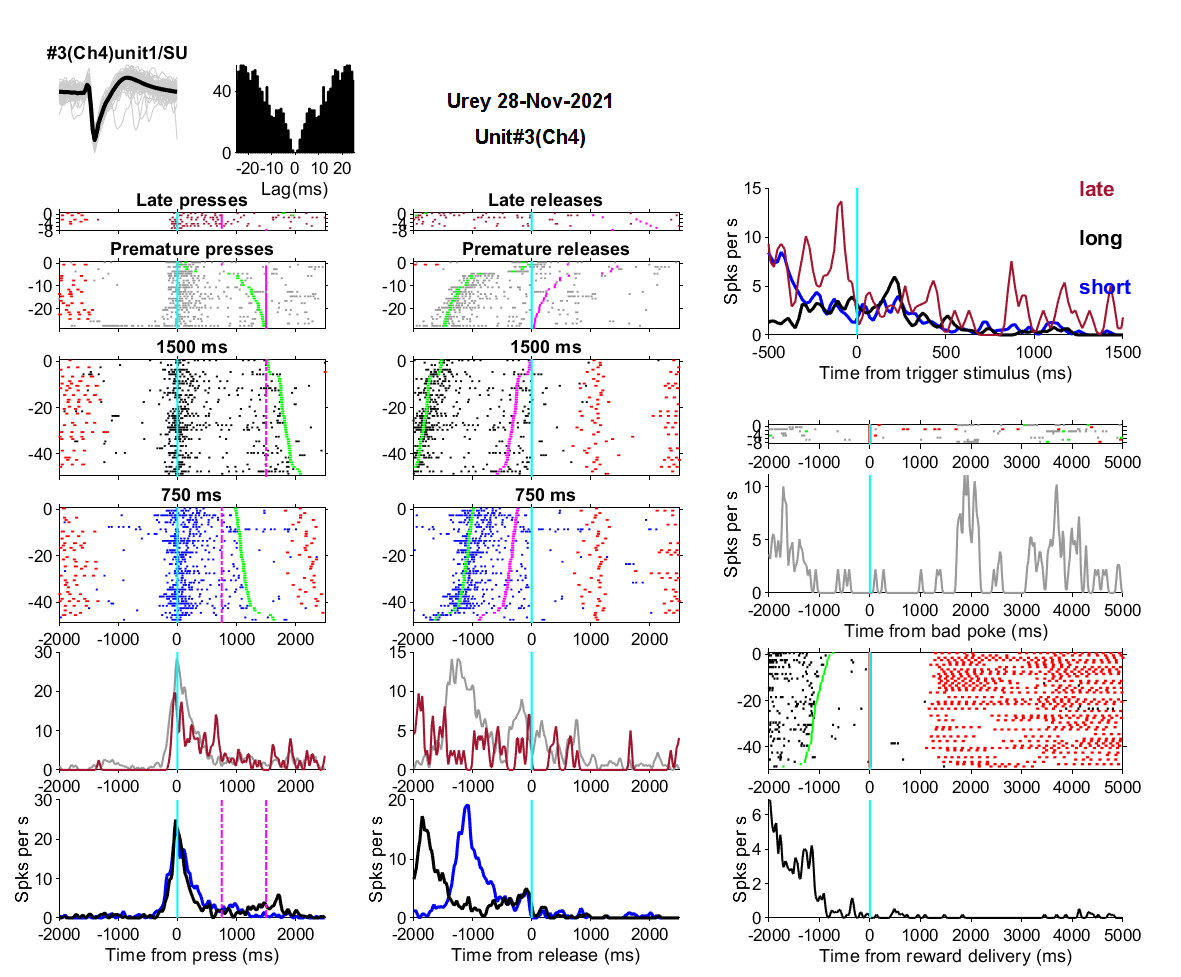 #3(Ch4)unit1/SU
40
0
-20 -10 0 10 20
Lag(ms)
Urey 28-Nov-2021
Unit#3(Ch4)
Late presses
0
-4
-8
Premature presses
0
-10
-20
1500 ms
0
-20
-40
750 ms
0
-20
-40
-2000 -1000 0 1000 2000
30
20
10
0
-2000 -1000 0 1000 2000
Spks per s
30
20
10
0
-2000 -1000 0 1000 2000
Time from press (ms)
Late releases
0
-4
-8
Premature releases
0
-10
-20
1500 ms
0
-20
-40
750 ms
0
-20
-40
-2000 -1000 0 1000 2000
15
10
5
0
-2000 -1000 0 1000 2000
Spks per s
20
10
0
-2000 -1000 0 1000 2000
Time from release (ms)
late
long
short
Spks per s
15
10
5
0
-500 0 500 1000 1500
Time from trigger stimulus (ms)
0
-4
-8
-2000 -1000 0 1000 2000 3000 4000 5000
Spks per s
10
5
0
-2000 -1000 0 1000 2000 3000 4000 5000
Time from bad poke (ms)
0
-20
-40
-2000 -1000 0 1000 2000 3000 4000 5000
Spks per s
6
4
2
0
-2000 -1000 0 1000 2000 3000 4000 5000
Time from reward delivery (ms)